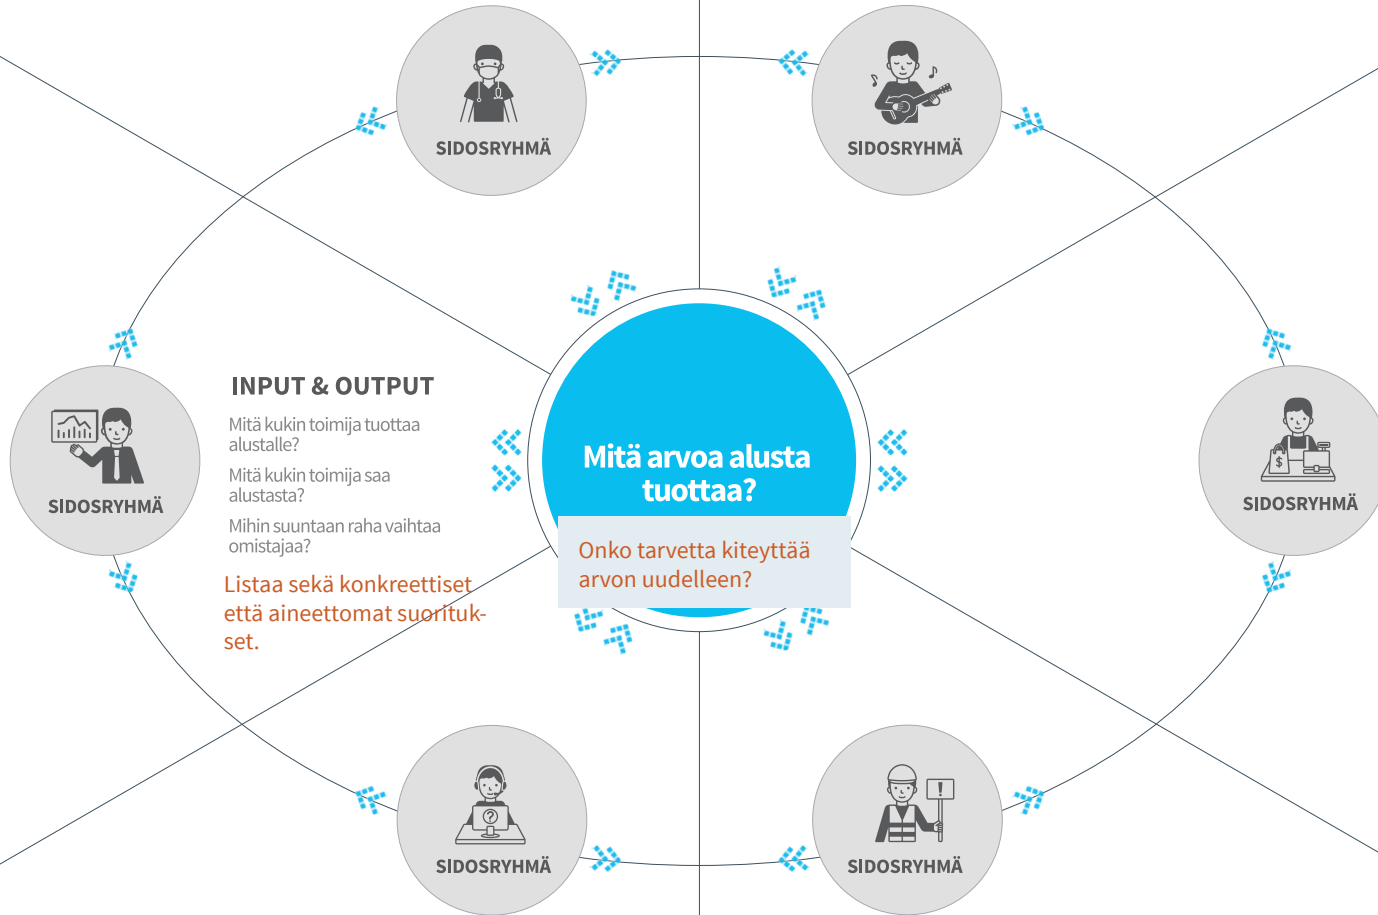 SIDOSRYHMÄ
SIDOSRYHMÄ
INPUT & OUTPUT
Mitä kukin toimija tuottaa
alustalle?
Mitä kukin toimija saa
alustasta?
Mihin suuntaan raha vaihtaa
omistajaa?
Listaa sekä konkreettiset
että aineettomat suorituk-
set.
SIDOSRYHMÄ
Mitä arvoa alusta
tuottaa?
Onko tarvetta kiteyttää
arvon uudelleen?
$
SIDOSRYHMÄ
?
SIDOSRYHMÄ
!
SIDOSRYHMÄ